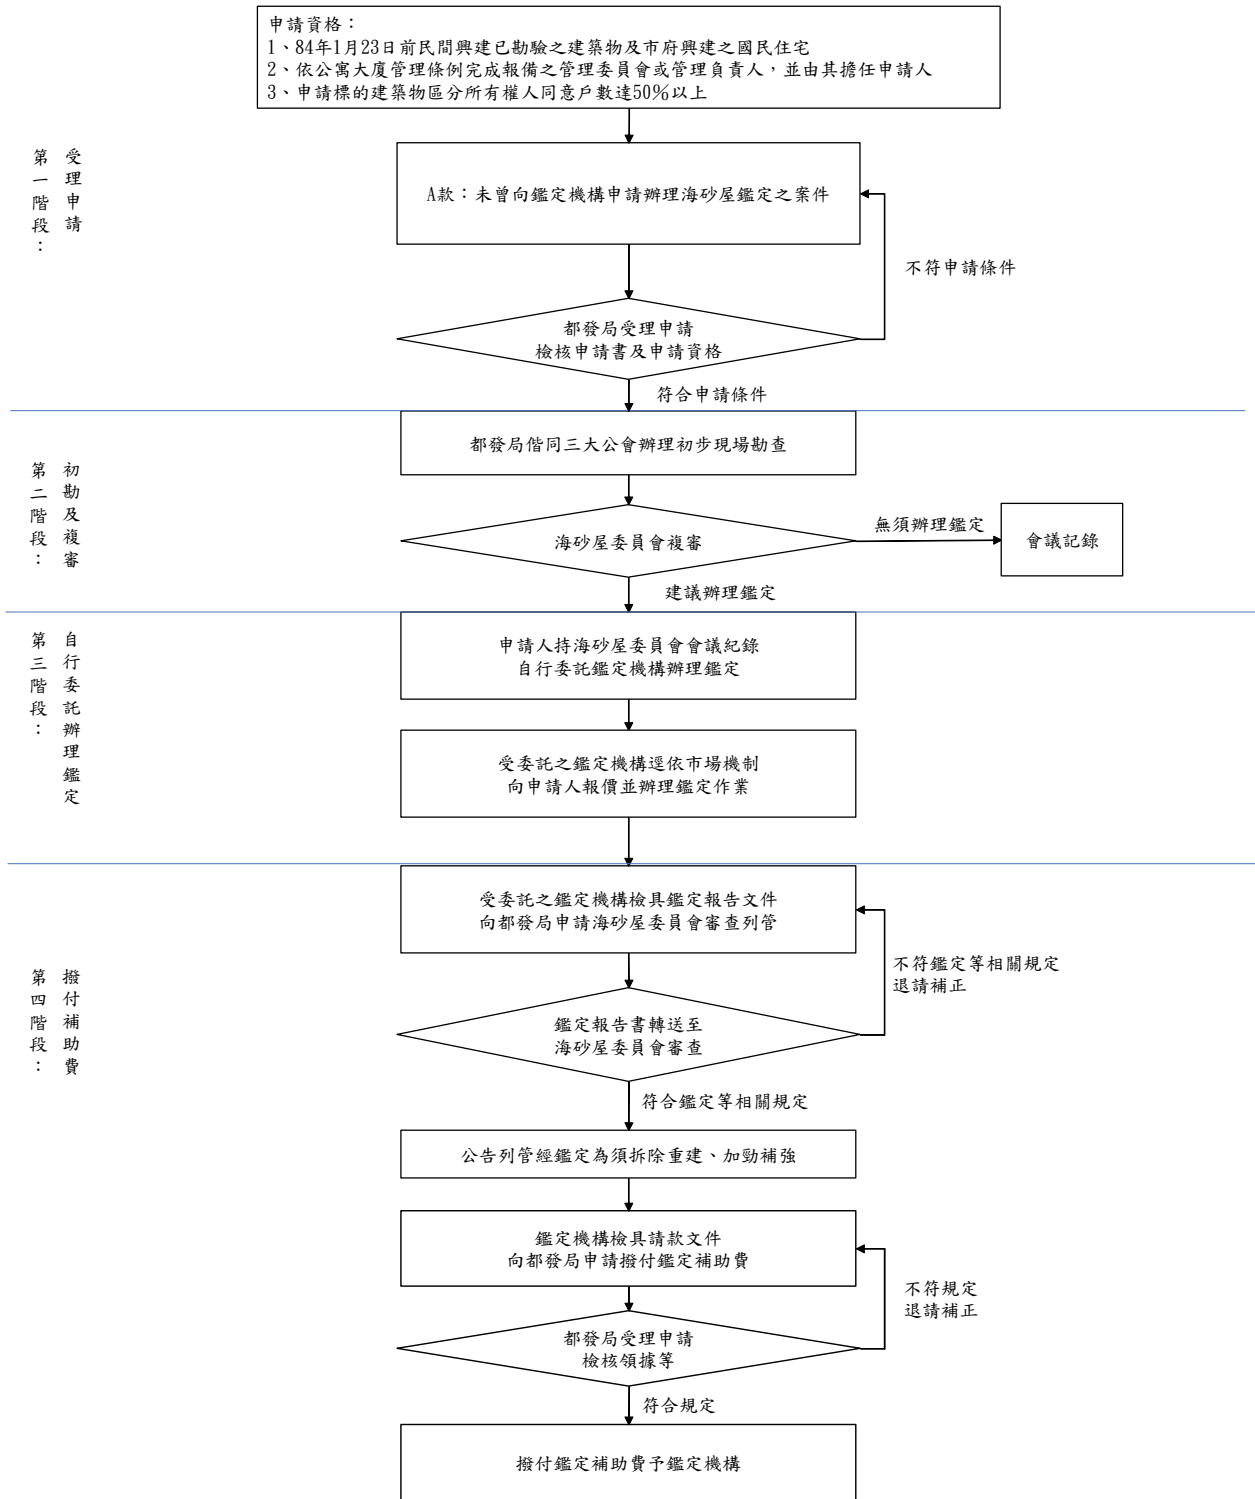 申請資格：
1、84年1月23日前民間興建已勘驗之建築物及市府興建之國民住宅
2、依公寓大廈管理條例完成報備之管理委員會或管理負責人，並由其擔任申請人
3、申請標的建築物區分所有權人同意戶數達50%以上
第一階段：
受理申請
A款：未曾向鑑定機構申請辦理海砂屋鑑定之案件
不符申請條件
都發局受理申請
檢核申請書及申請資格
符合申請條件
第二階段：
初勘及複審
都發局偕同三大公會辦理初步現場勘查
海砂屋委員會複審
無須辦理鑑定
會議記錄
建議辦理鑑定
第三階段：
自行委託辦理鑑定
申請人持海砂屋委員會會議紀錄
自行委託鑑定機構辦理鑑定
受委託之鑑定機構逕依市場機制
向申請人報價並辦理鑑定作業
第四階段：
撥付補助費
受委託之鑑定機構檢具鑑定報告文件
向都發局申請海砂屋委員會審查列管
不符鑑定等相關規定
退請補正
鑑定報告書轉送至
海砂屋委員會審查
符合鑑定等相關規定
公告列管經鑑定為須拆除重建、加勁補強
鑑定機構檢具請款文件
向都發局申請撥付鑑定補助費
不符規定
退請補正
都發局受理申請
檢核領據等
符合規定
撥付鑑定補助費予鑑定機構